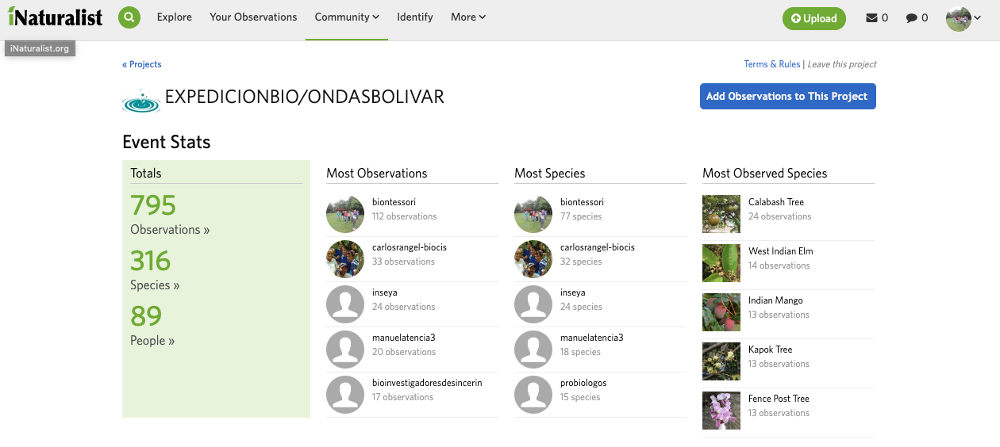 iNaturalist
Explore
Your Observations
Community
Identify
More
Upload
0
0
iNaturalist.org
« Projects
Terms & Rules | Leave this project
EXPEDICIONBIO/ONDASBOLIVAR
Add Observations to This Project
Event Stats
Totals
795
Observations »
316
Species »
89
People »
Most Observations
biontessori
112 observations
carlosrangel-biocis
33 observations
inseya
24 observations
manuelatencia3
20 observations
bioinvestigadoresdesincerin
17 observations
Most Species
biontessori
77 species
carlosrangel-biocis
32 species
inseya
24 species
manuelatencia3
18 species
probiologos
15 species
Most Observed Species
Calabash Tree
24 observations
West Indian Elm
14 observations
Indian Mango
13 observations
Kapok Tree
13 observations
Fence Post Tree
13 observations